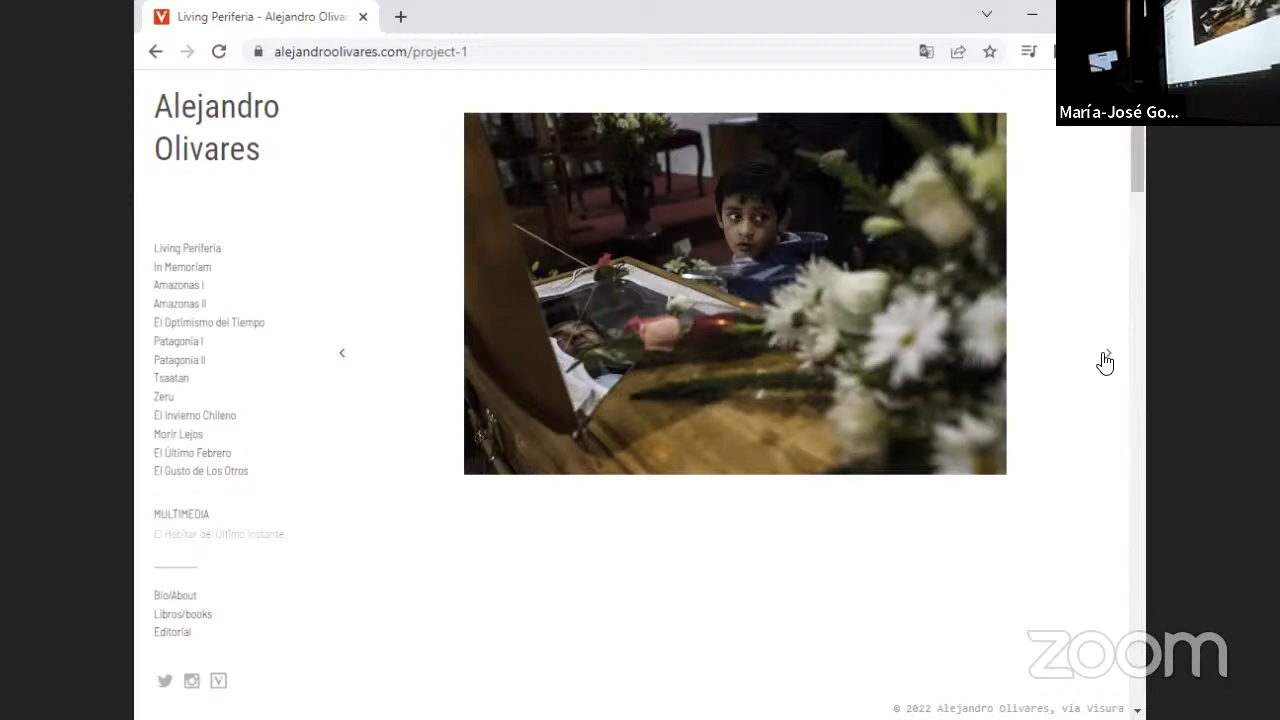 Living Periferia - Alejandro Oliva
alejandroolivares.com/project-1
María-José Go...
Alejandro
Olivares
Living Periferia
In Memoriam
Amazonas I
Amazonas II
El Optimismo del Tiempo
Patagonia I
Patagonia II
Tsaatan
Zeru
El Invierno Chileno
Morir Lejos
El Último Febrero
El Gusto de Los Otros
MULTIMEDIA
El Habitar del Último Instante
Bio/About
Libros/books
Editorial
zoom
© 2022 Alejandro Olivares, via Visura